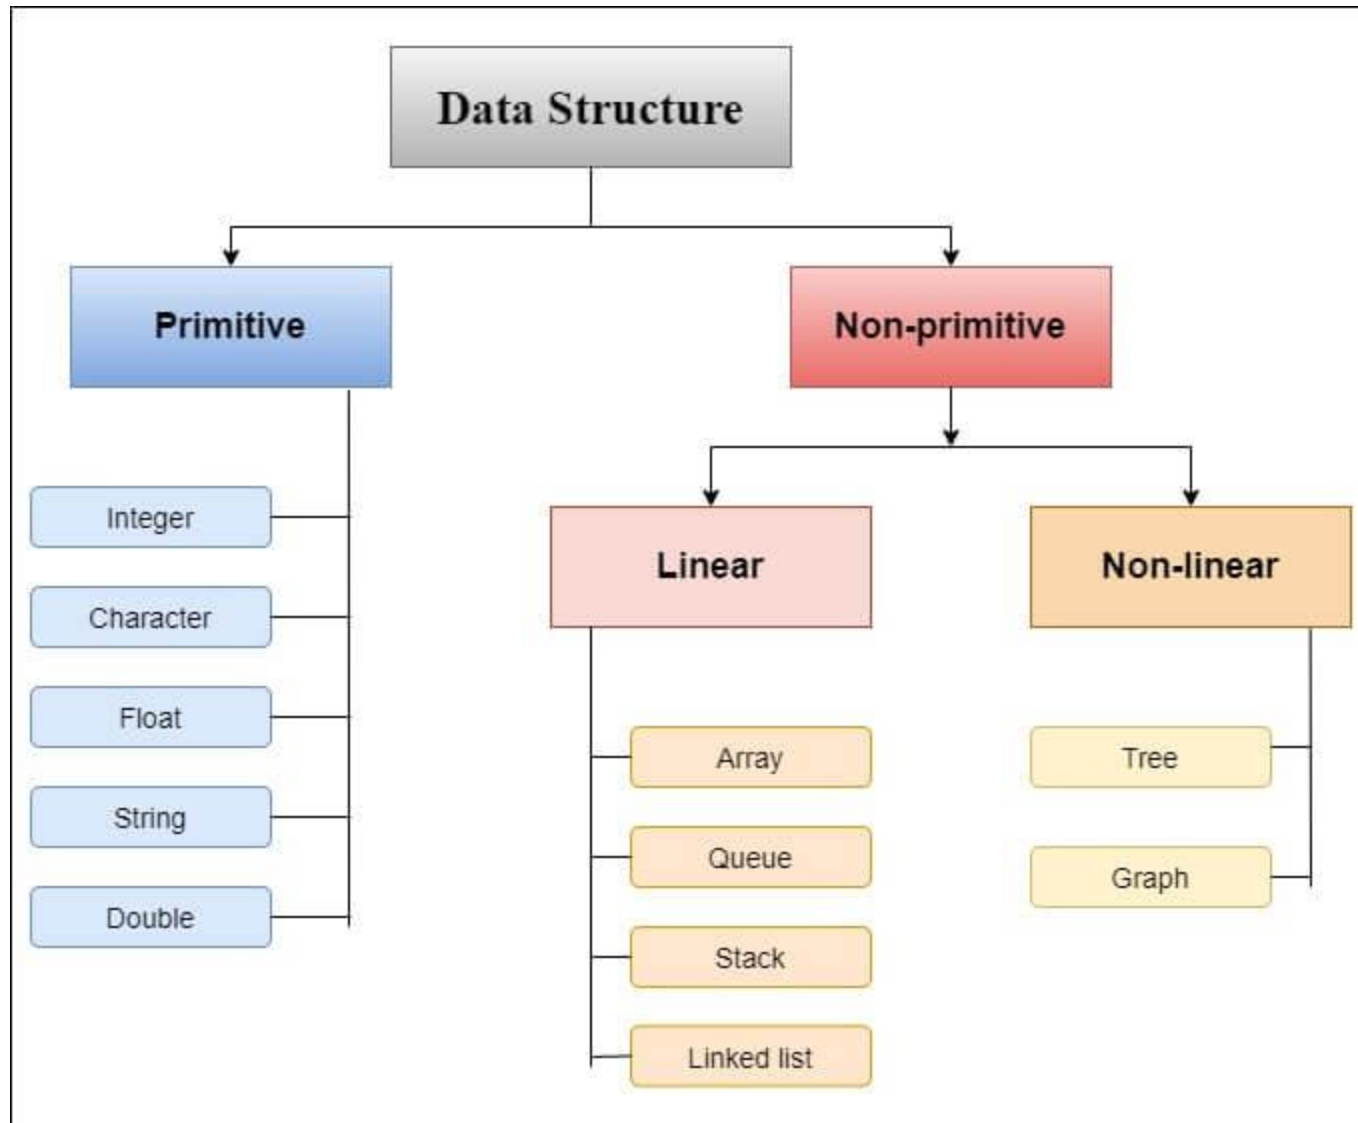 Data Structure
Primitive
Non-primitive
Integer
Character
Float
String
Double
Linear
Non-linear
Array
Queue
Stack
Linked list
Tree
Graph